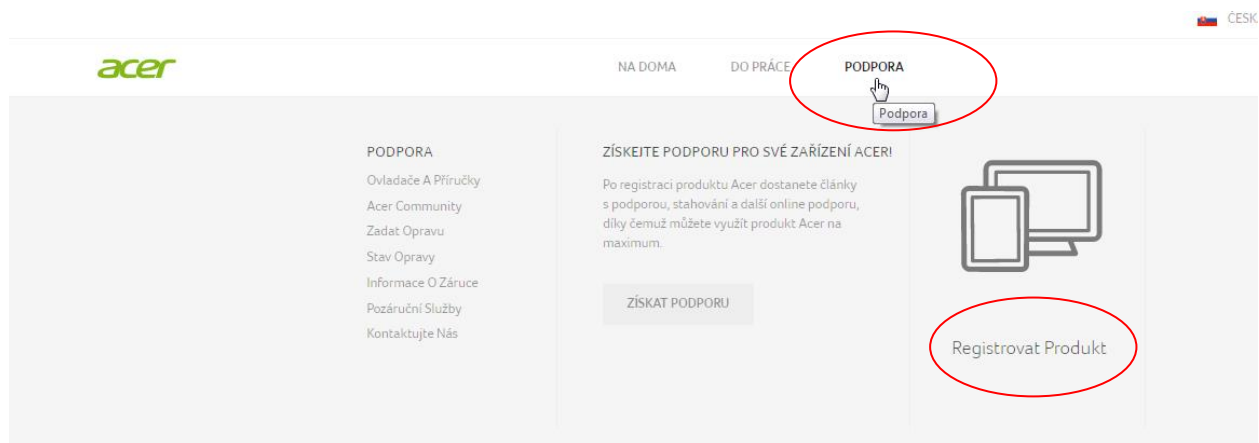 ČESK
acer
NA DOMA DO PRÁCE PODPORA
Podpora
PODPORA
Ovladače A Příručky
Acer Community
Zadat Opravu
Stav Opravy
Informace O Záruce
Pozáruční Služby
Kontaktujte Nás
ZÍSKEJTE PODPORU PRO SVÉ ZAŘÍZENÍ ACER!
Po registraci produktu Acer dostanete články
s podporou, stahování a další online podporu,
díky čemuž můžete využít produkt Acer na
maximum.
ZÍSKAT PODPORU
Registrovat Produkt